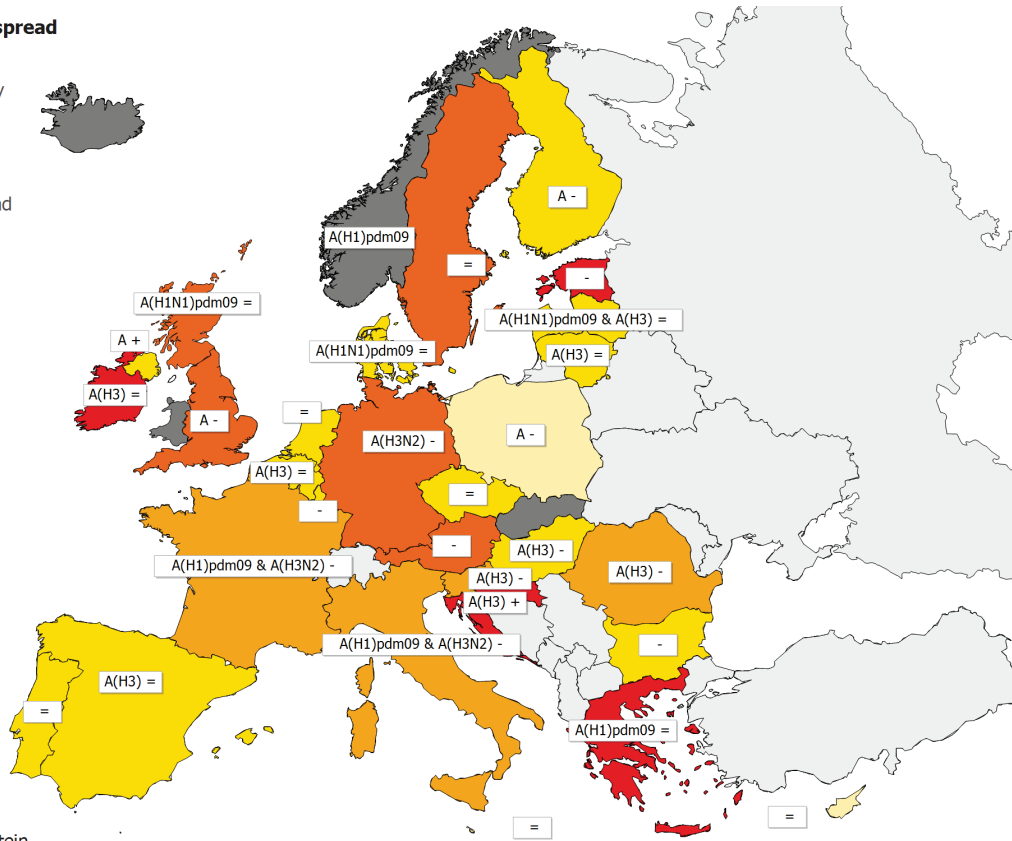 spread
A -
A(H1)pdm09
=
-
A(H1N1)pdm09 =
A(H1N1)pdm09 & A(H3) =
A +
A(H1N1)pdm09 =
A(H3) =
A(H3) =
=
A -
A(H3N2) -
A -
A(H3) =
=
-
-
A(H3) -
A(H1)pdm09 & A(H3N2) -
A(H3) -
A(H3) -
A(H3) +
A(H1)pdm09 & A(H3N2) -
-
A(H3) =
=
A(H1)pdm09 =
=
=